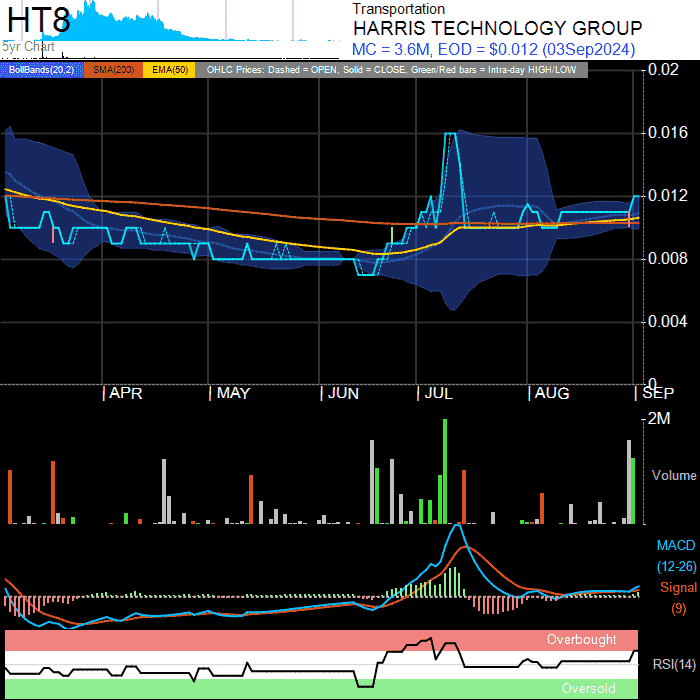 HT8
5yr Chart
Transportation
HARRIS TECHNOLOGY GROUP
MC = 3.6M, EOD = $0.012 (03Sep2024)
BollBands(20,2) SMA(200) EMA(50) OHLC Prices: Dashed = OPEN, Solid = CLOSE, Green/Red bars = Intra-day HIGH/LOW
0.02
0.016
0.012
0.008
0.004
0
APR MAY JUN JUL AUG SEP
2M
Volume
MACD
(12-26)
Signal
(9)
Overbought
RSI(14)
Oversold